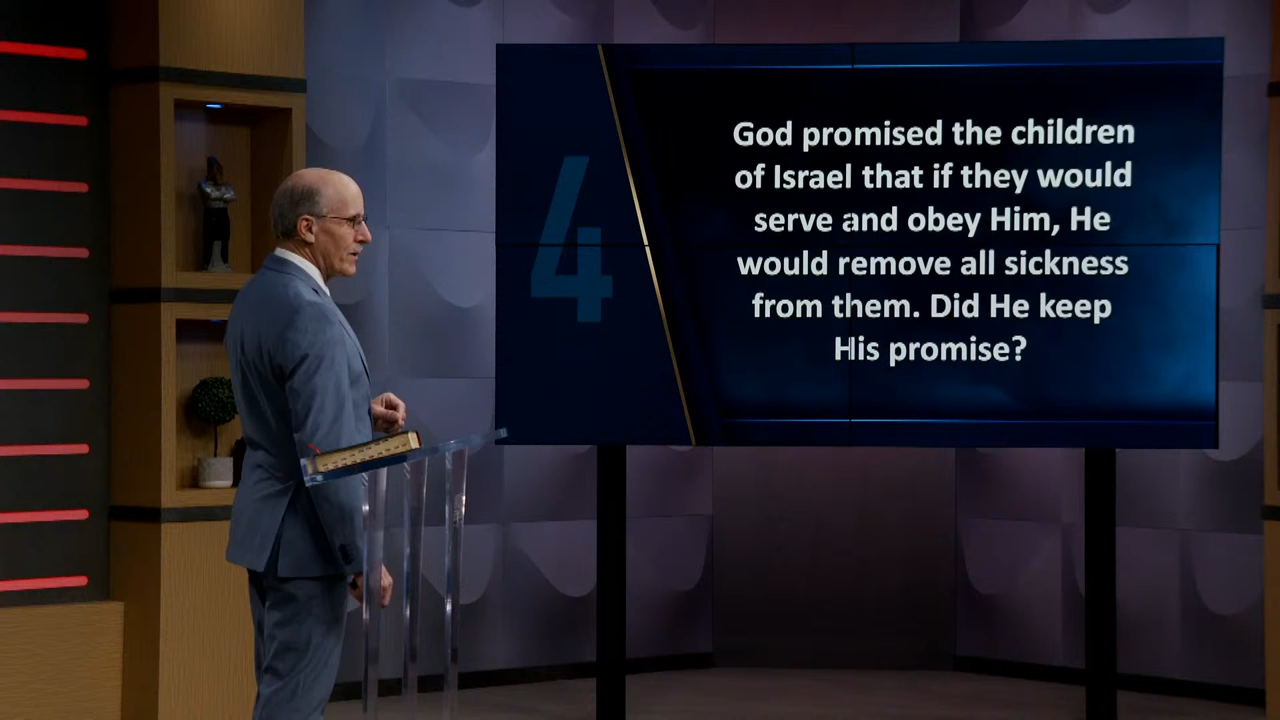 4
God promised the children
of Israel that if they would
serve and obey Him, He
would remove all sickness
from them. Did He keep
His promise?